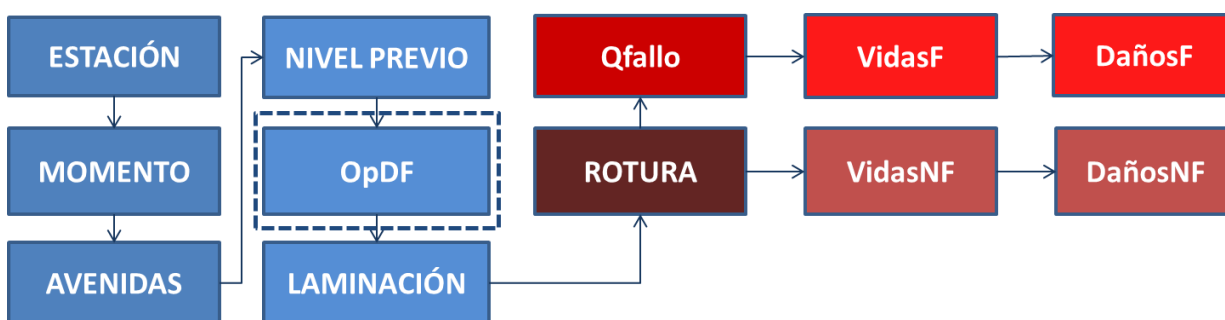 ESTACIÓN
MOMENTO
AVENIDAS
NIVEL PREVIO
OpDF
LAMINACIÓN
ROTURA
Qfallo
VidasF
DañosF
VidasNF
DañosNF